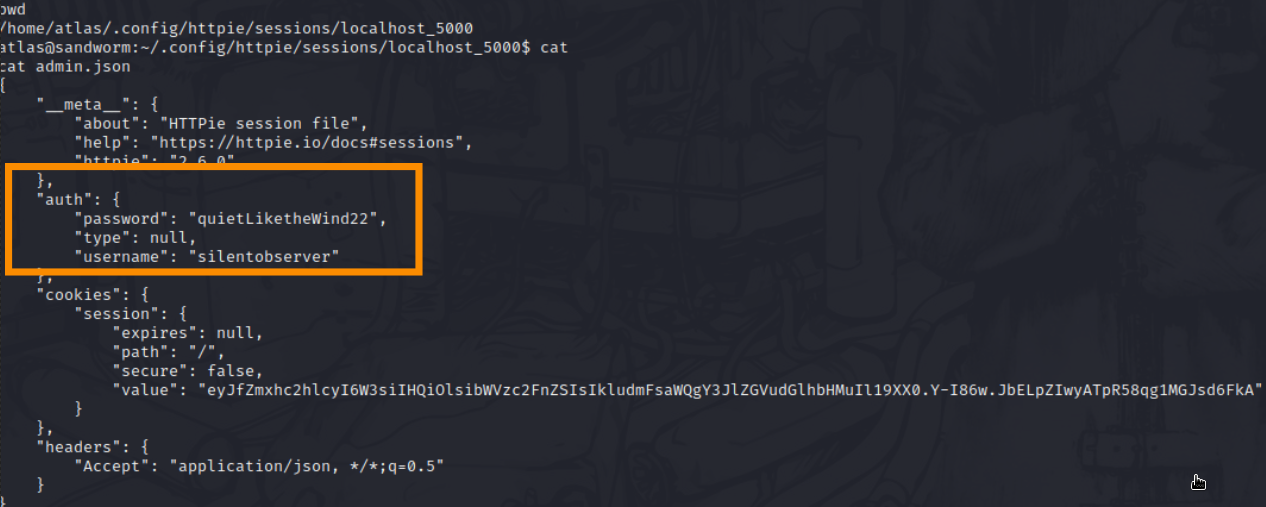 pwd
/home/atlas/.config/httpie/sessions/localhost_5000
atlas@sandworm:~/.config/httpie/sessions/localhost_5000$ cat
cat admin.json
{
    "__meta__": {
        "about": "HTTPie session file",
        "help": "https://httpie.io/docs#sessions",
        "httpie": "2.6.0"
    },
    "auth": {
        "password": "quietLiketheWind22",
        "type": null,
        "username": "silentobserver"
    },
    "cookies": {
        "session": {
            "expires": null,
            "path": "/",
            "secure": false,
            "value": "eyJfZmxhc2hlcyI6W3siIHQiOlsibWVzc2FnZSIsIkludmFsaWQgY3JlZGVudGlhbHMuIl19XX0.Y-I86w.JbELpZIwyATpR58qg1MGJsd6FkA"
        }
    },
    "headers": {
        "Accept": "application/json, */*;q=0.5"
    }
}